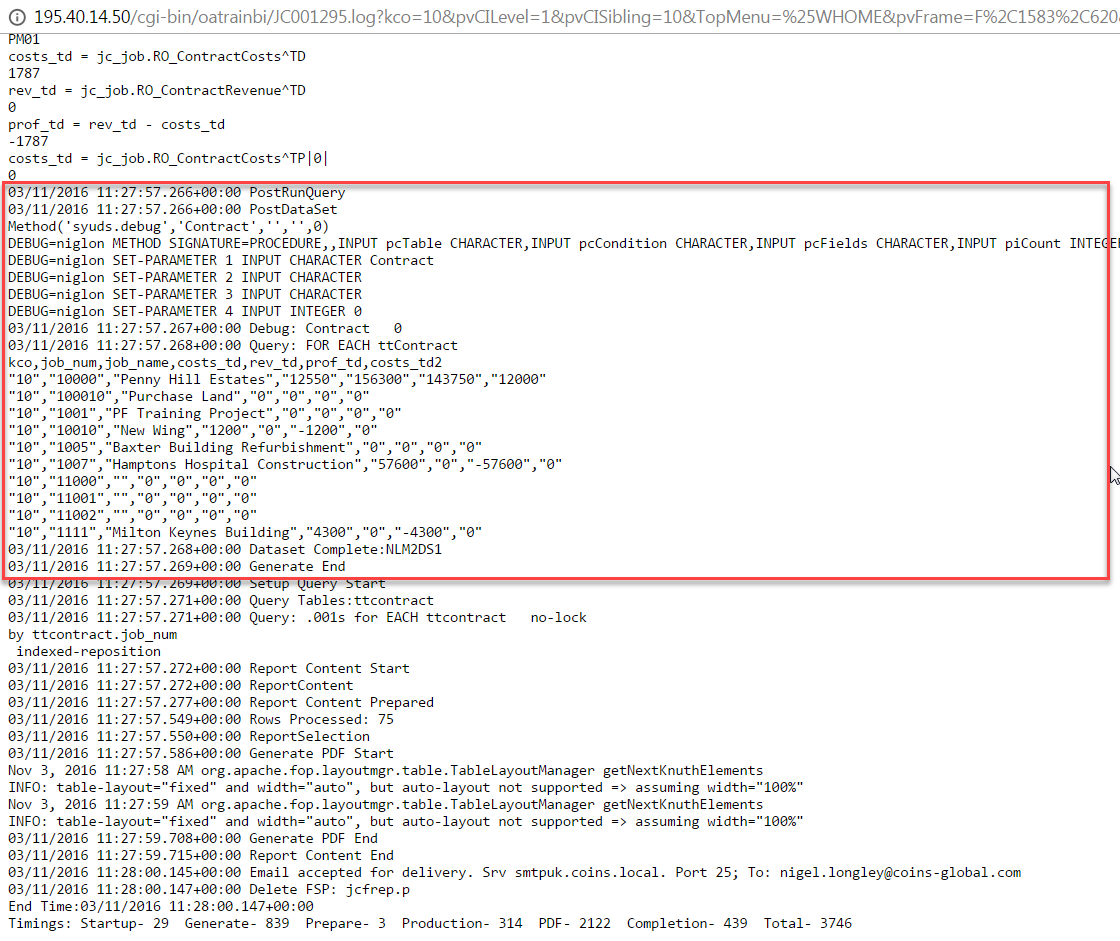 195.40.14.50/cgi-bin/oatrainbi/JC001295.log?kco=10&pvCILevel=1&pvCISibling=10&TopMenu=%25WHOME&pvFrame=F%2C1583%2C620
PM01
costs_td = jc_job.RO_ContractCosts^TD
1787
rev_td = jc_job.RO_ContractRevenue^TD
0
prof_td = rev_td - costs_td
-1787
costs_td = jc_job.RO_ContractCosts^TP|0|
0
03/11/2016 11:27:57.266+00:00 PostRunQuery
03/11/2016 11:27:57.266+00:00 PostDataSet
Method('syuds.debug','Contract','','',0)
DEBUG=niglon METHOD SIGNATURE=PROCEDURE,,INPUT pcTable CHARACTER,INPUT pcCondition CHARACTER,INPUT pcFields CHARACTER,INPUT piCount INTEGE
DEBUG=niglon SET-PARAMETER 1 INPUT CHARACTER Contract
DEBUG=niglon SET-PARAMETER 2 INPUT CHARACTER
DEBUG=niglon SET-PARAMETER 3 INPUT CHARACTER
DEBUG=niglon SET-PARAMETER 4 INPUT INTEGER 0
03/11/2016 11:27:57.267+00:00 Debug: Contract   0
03/11/2016 11:27:57.268+00:00 Query: FOR EACH ttContract
kco,job_num,job_name,costs_td,rev_td,prof_td,costs_td2
"10","10000","Penny Hill Estates","12550","156300","143750","12000"
"10","100010","Purchase Land","0","0","0","0"
"10","1001","PF Training Project","0","0","0","0"
"10","10010","New Wing","1200","0","-1200","0"
"10","1005","Baxter Building Refurbishment","0","0","0","0"
"10","1007","Hamptons Hospital Construction","57600","0","-57600","0"
"10","11000","","0","0","0","0"
"10","11001","","0","0","0","0"
"10","11002","","0","0","0","0"
"10","1111","Milton Keynes Building","4300","0","-4300","0"
03/11/2016 11:27:57.268+00:00 Dataset Complete:NLM2DS1
03/11/2016 11:27:57.269+00:00 Generate End
03/11/2016 11:27:57.269+00:00 Setup Query Start
03/11/2016 11:27:57.271+00:00 Query Tables:ttcontract
03/11/2016 11:27:57.271+00:00 Query: .001s for EACH ttcontract   no-lock
by ttcontract.job_num
 indexed-reposition
03/11/2016 11:27:57.272+00:00 Report Content Start
03/11/2016 11:27:57.272+00:00 ReportContent
03/11/2016 11:27:57.277+00:00 Report Content Prepared
03/11/2016 11:27:57.549+00:00 Rows Processed: 75
03/11/2016 11:27:57.550+00:00 ReportSelection
03/11/2016 11:27:57.586+00:00 Generate PDF Start
Nov 3, 2016 11:27:58 AM org.apache.fop.layoutmgr.table.TableLayoutManager getNextKnuthElements
INFO: table-layout="fixed" and width="auto", but auto-layout not supported => assuming width="100%"
Nov 3, 2016 11:27:59 AM org.apache.fop.layoutmgr.table.TableLayoutManager getNextKnuthElements
INFO: table-layout="fixed" and width="auto", but auto-layout not supported => assuming width="100%"
03/11/2016 11:27:59.708+00:00 Generate PDF End
03/11/2016 11:27:59.715+00:00 Report Content End
03/11/2016 11:28:00.145+00:00 Email accepted for delivery. Srv smtpuk.coins.local. Port 25; To: nigel.longley@coins-global.com
03/11/2016 11:28:00.147+00:00 Delete FSP: jcfrep.p
End Time:03/11/2016 11:28:00.147+00:00
Timings: Startup- 29  Generate- 839  Prepare- 3  Production- 314  PDF- 2122  Completion- 439  Total- 3746